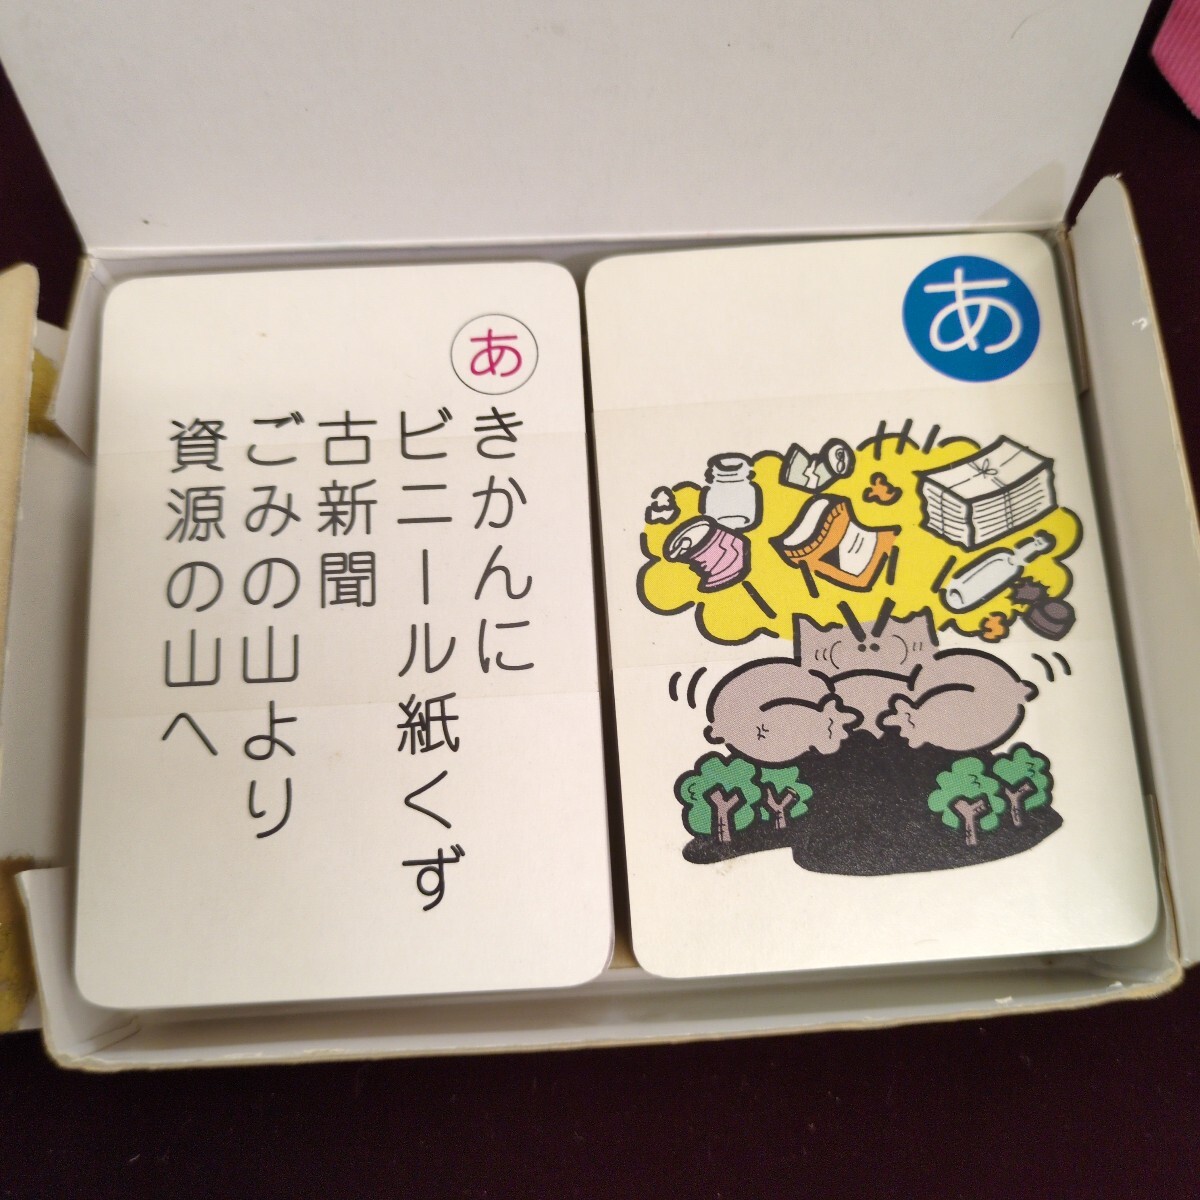 あきかんに
ビニール紙くず
古新聞
ごみの山より
資源の山へ
あ